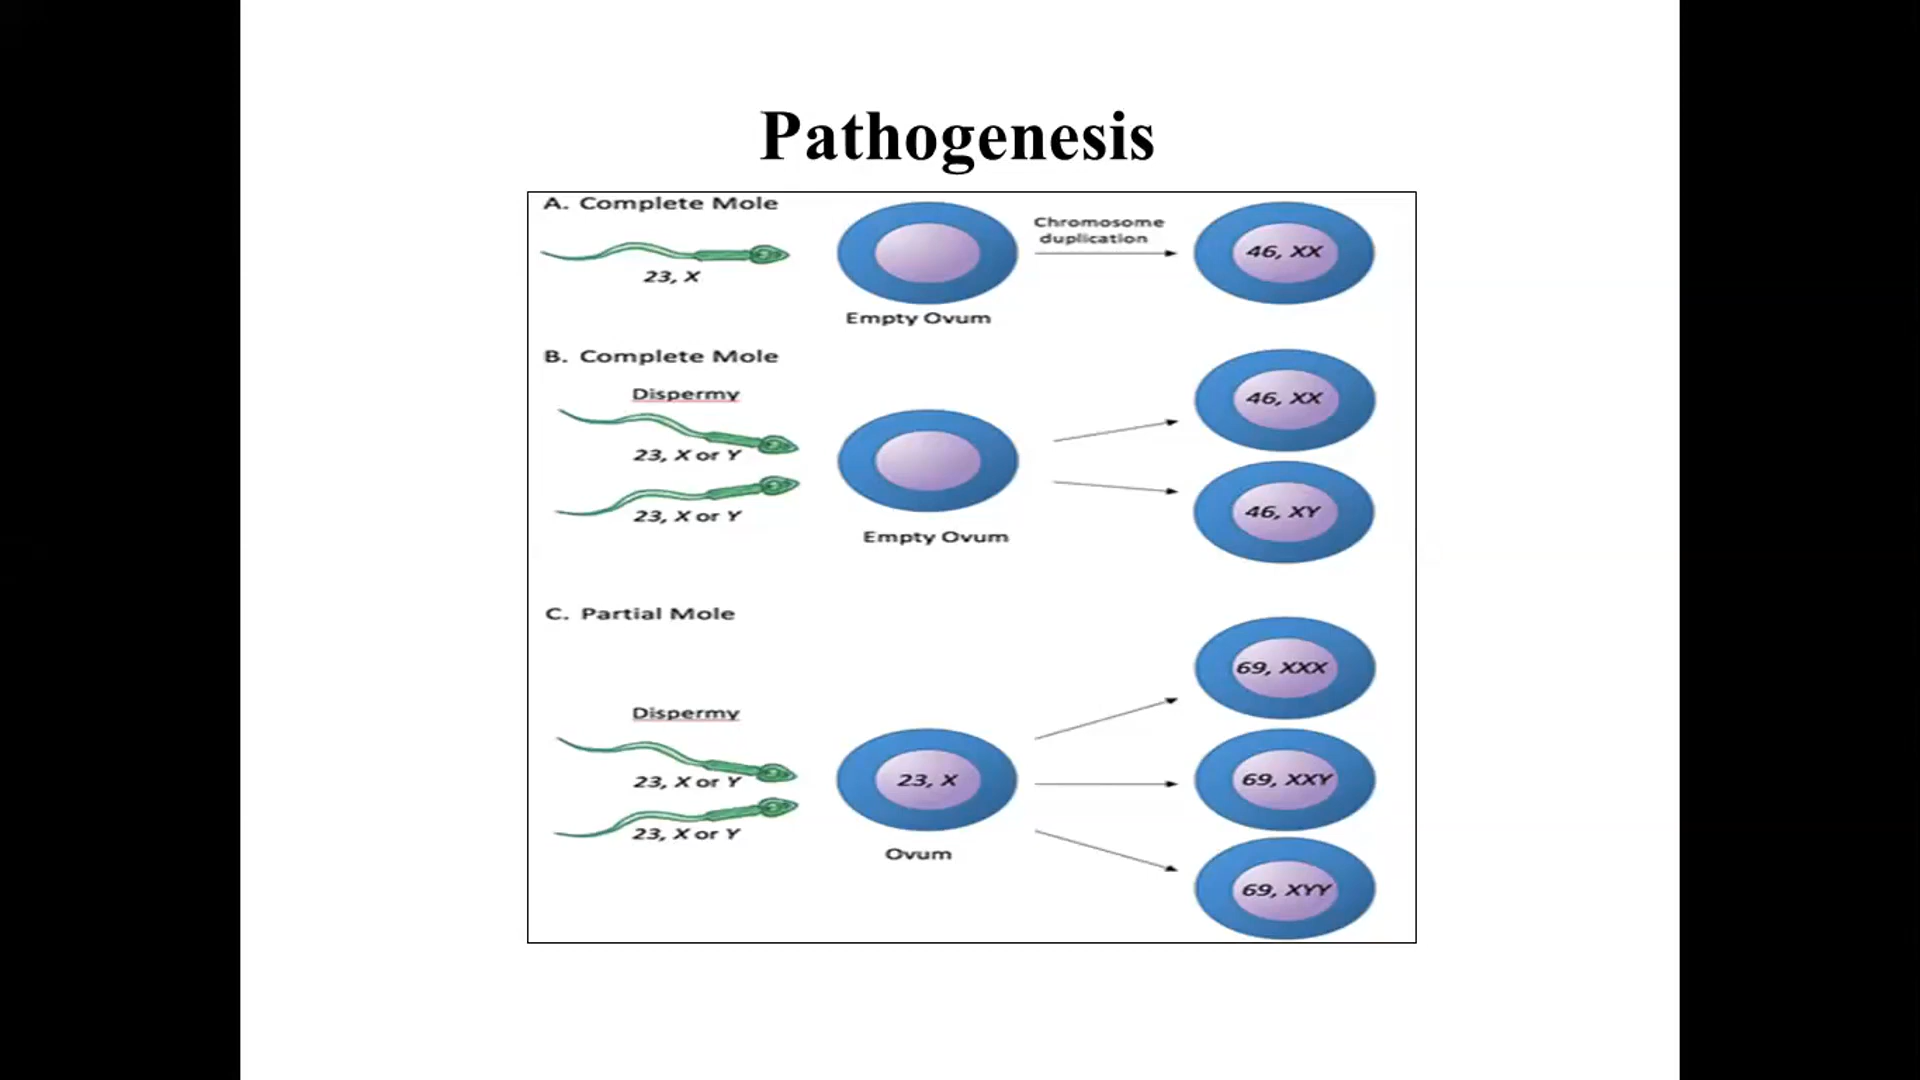 Pathogenesis
A. Complete Mole
23, X
Empty Ovum
Chromosome
duplication
46, XX
B. Complete Mole
Dispermy
23, X or Y
23, X or Y
Empty Ovum
46, XX
46, XY
C. Partial Mole
Dispermy
23, X or Y
23, X or Y
23, X
Ovum
69, XXX
69, XXY
69, XYY